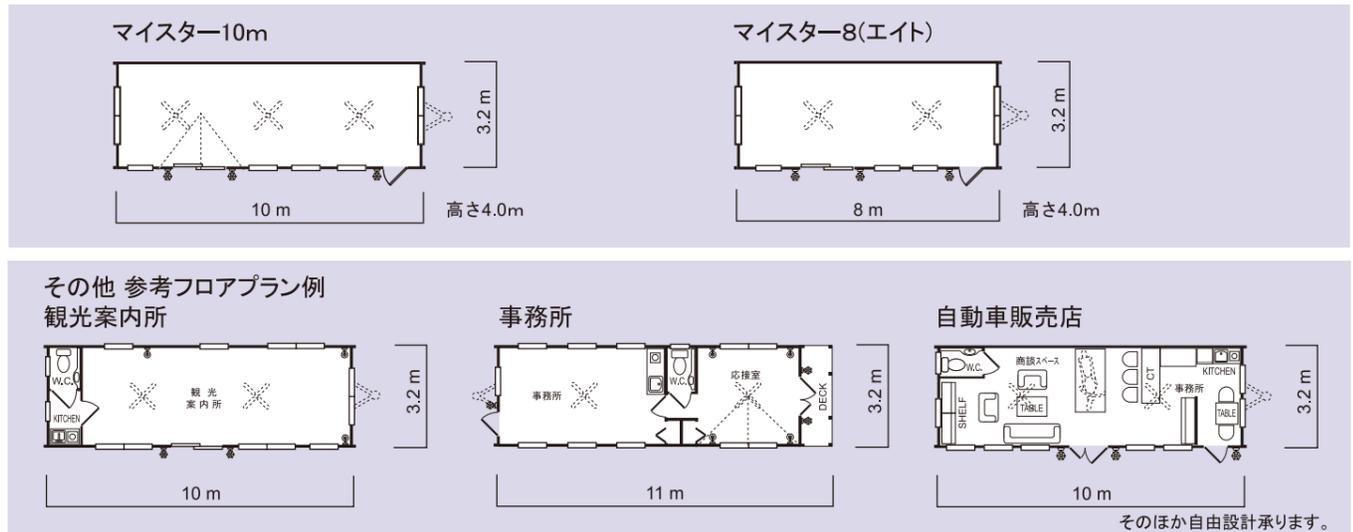 マイスター10m
3.2 m
10 m
高さ4.0m
マイスター8(エイト)
3.2 m
8 m
高さ4.0m
その他 参考フロアプラン例
観光案内所
W.C.
KITCHEN
観 光
案内所
3.2 m
10 m
事務所
事務所
W.C.
応接室
DECK
3.2 m
11 m
自動車販売店
W.C.
商談スペース
SHELF
TABLE
CT
事務所
KITCHEN
TABLE
3.2 m
10 m
そのほか自由設計承ります。